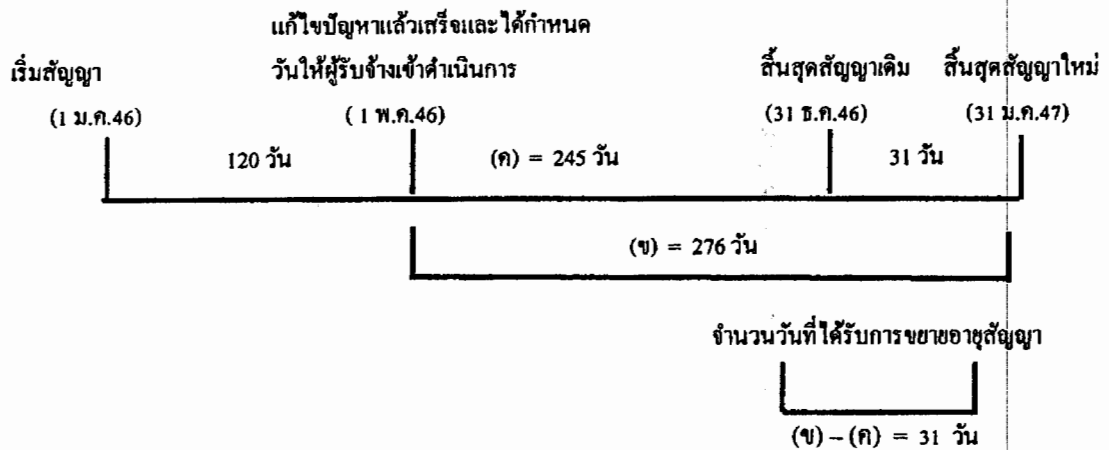 แก้ไขปัญหาแล้วเสร็จและได้กำหนด
เริ่มสัญญา วันให้ผู้รับจ้างเข้าดำเนินการ สิ้นสุดสัญญาเดิม สิ้นสุดสัญญาใหม่
(1 ม.ค.46) ( 1 พ.ค.46) (31 ธ.ค.46) (31 ม.ค.47)
120 วัน (ค) = 245 วัน 31 วัน
(ข) = 276 วัน
จำนวนวันที่ได้รับการขยายอายุสัญญา
(ข) – (ค) = 31 วัน